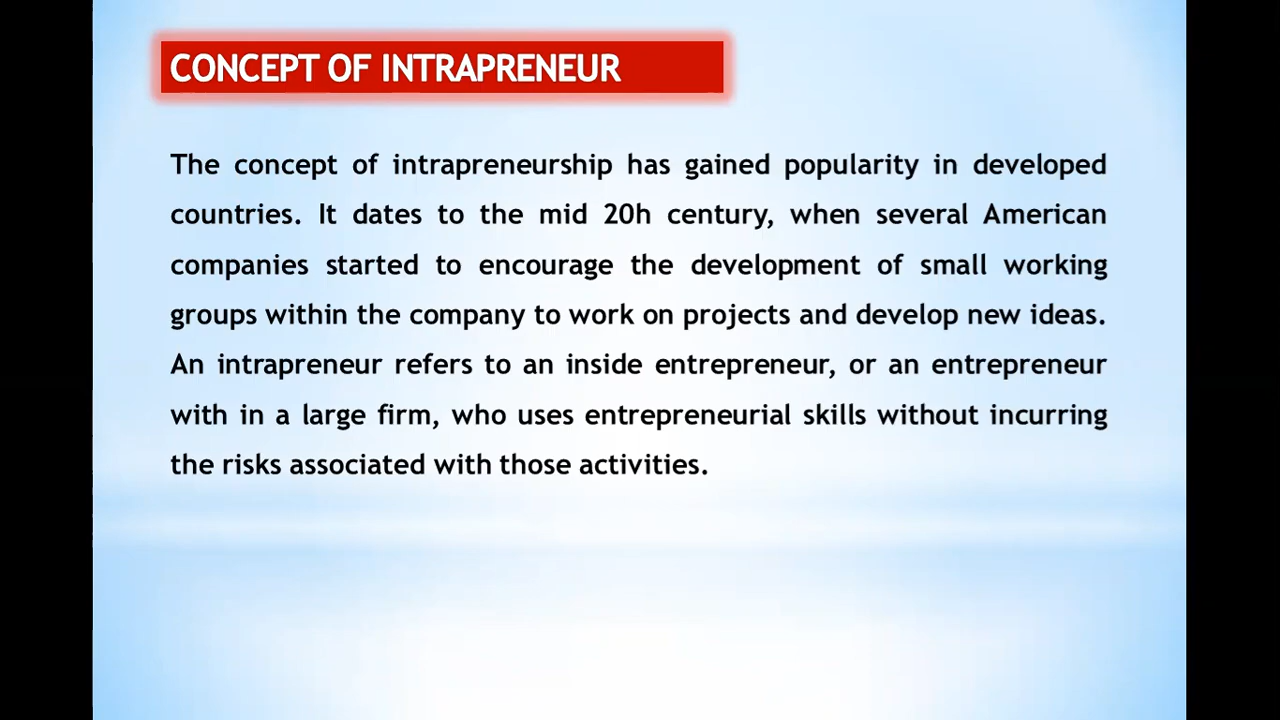 CONCEPT OF INTRAPRENEUR
The concept of intrapreneurship has gained popularity in developed
countries. It dates to the mid 20h century, when several American
companies started to encourage the development of small working
groups within the company to work on projects and develop new ideas.
An intrapreneur refers to an inside entrepreneur, or an entrepreneur
with in a large firm, who uses entrepreneurial skills without incurring
the risks associated with those activities.